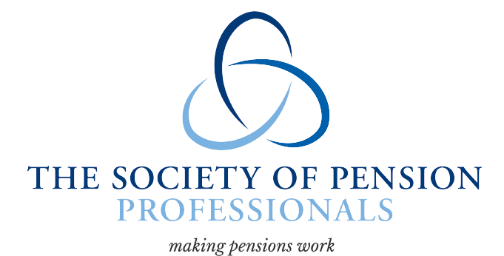 THE SOCIETY OF PENSION
PROFESSIONALS
making pensions work